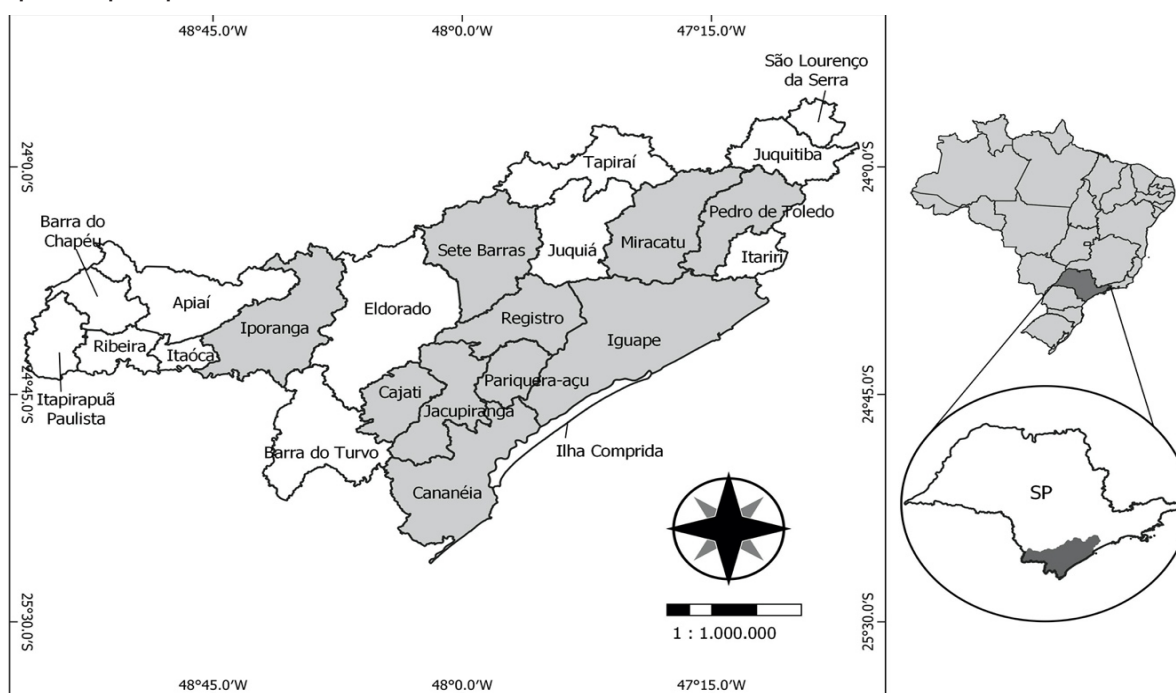 48°45.0'W
48°0.0'W
47°15.0'W
São Lourenço
da Serra
24°0.0'S
24°0.0'S
Tapiraí
Juquitiba
Barra do
Chapéu
Pedro de Toledo
Sete Barras
Juquiá
Miracatu
Itariri
Apiaí
Eldorado
Iporanga
Registro
Iguape
Ribeira
Itaóca
24°45.0'S
24°45.0'S
Itapirapuã
Paulista
Cajati
Pariquera-açu
Jacupiranga
Barra do Turvo
Ilha Comprida
Cananéia
SP
25°30.0'S
25°30.0'S
1 : 1.000.000
48°45.0'W
48°0.0'W
47°15.0'W